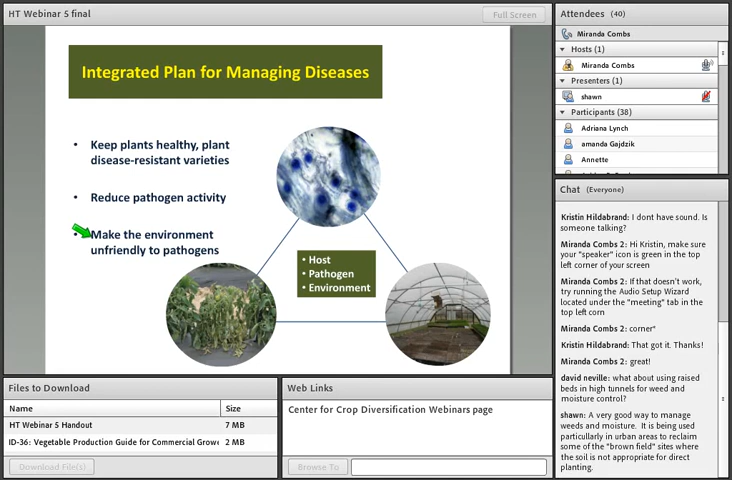 HT Webinar 5 final
Full Screen
Integrated Plan for Managing Diseases
• Keep plants healthy, plant
disease-resistant varieties
• Reduce pathogen activity
• Make the environment
unfriendly to pathogens
• Host
• Pathogen
• Environment
Files to Download
Name Size
HT Webinar 5 Handout 7 MB
ID-36: Vegetable Production Guide for Commercial Growe 2 MB
Download File(s)
Web Links
Center for Crop Diversification Webinars page
Browse To
Attendees (40)
Miranda Combs
Hosts (1)
Miranda Combs
Presenters (1)
shawn
Participants (38)
Adriana Lynch
amanda Gajdzik
Annette
Chat (Everyone)
Kristin Hildabrand: I dont have sound. Is
someone talking?
Miranda Combs 2: Hi Kristin, make sure
your "speaker" icon is green in the top
left corner of your screen
Miranda Combs 2: If that doesn't work,
try running the Audio Setup Wizard
located under the "meeting" tab in the
top left corn
Miranda Combs 2: corner*
Kristin Hildabrand: That got it. Thanks!
Miranda Combs 2: great!
david neville: what about using raised
beds in high tunnels for weed and
moisture control?
shawn: A very good way to manage
weeds and moisture. It is being used
particularly in urban areas to reclaim
some of the "brown field" sites where
the soil is not appropriate for direct
planting.